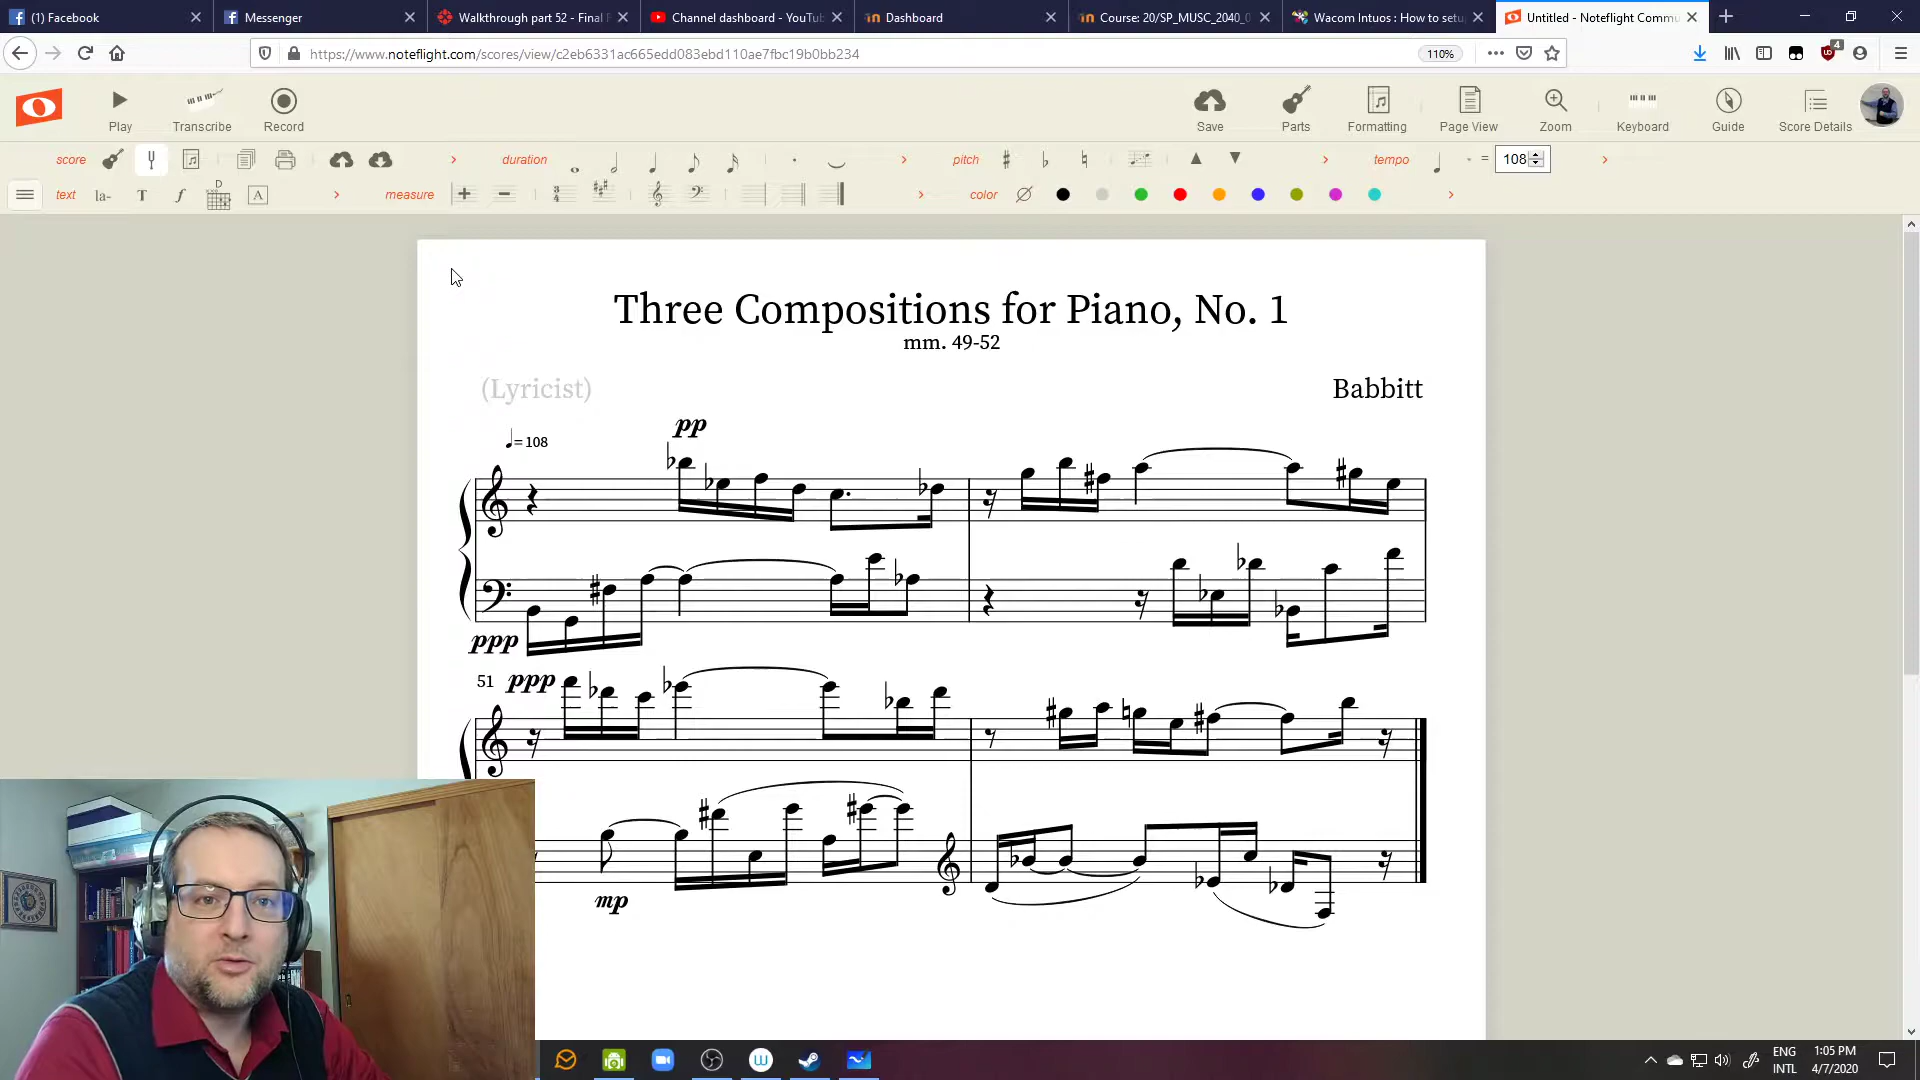 (1) Facebook
Messenger
Walkthrough part 52 - Final F
Channel dashboard - YouTub
Dashboard
Course: 20/SP_MUSC_2040_0
Wacom Intuos : How to setu
Untitled - Noteflight Commu
https://www.noteflight.com/scores/view/c2eb6331ac665edd083ebd110ae7fbc19b0bb234
110%
4
Play
Transcribe
Record
Save
Parts
Formatting
Page View
Zoom
Keyboard
Guide
Score Details
score
duration
pitch
tempo
= 108
text
la-
T
f
D
A
measure
color
Three Compositions for Piano, No. 1
mm. 49-52
(Lyricist)
Babbitt
pp
=108
ppp
51
ppp
mp
ENG
INTL
1:05 PM
4/7/2020